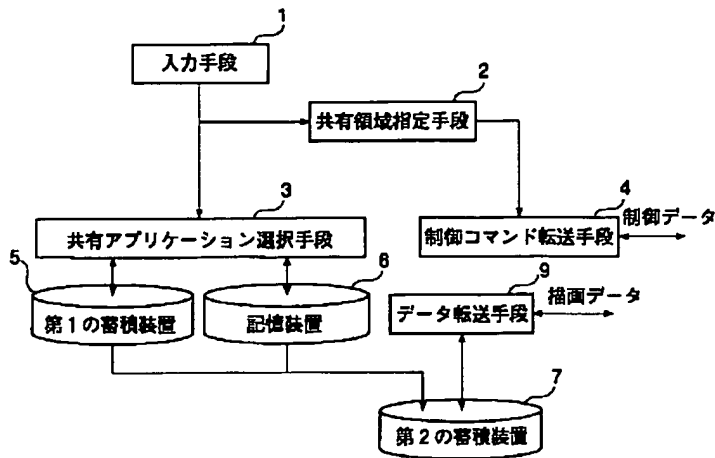 1
入力手段
2
共有領域指定手段
3
共有アプリケーション選択手段
4
制御コマンド転送手段
制御データ
5
第1の蓄積装置
6
記憶装置
9
データ転送手段
描画データ
7
第2の蓄積装置